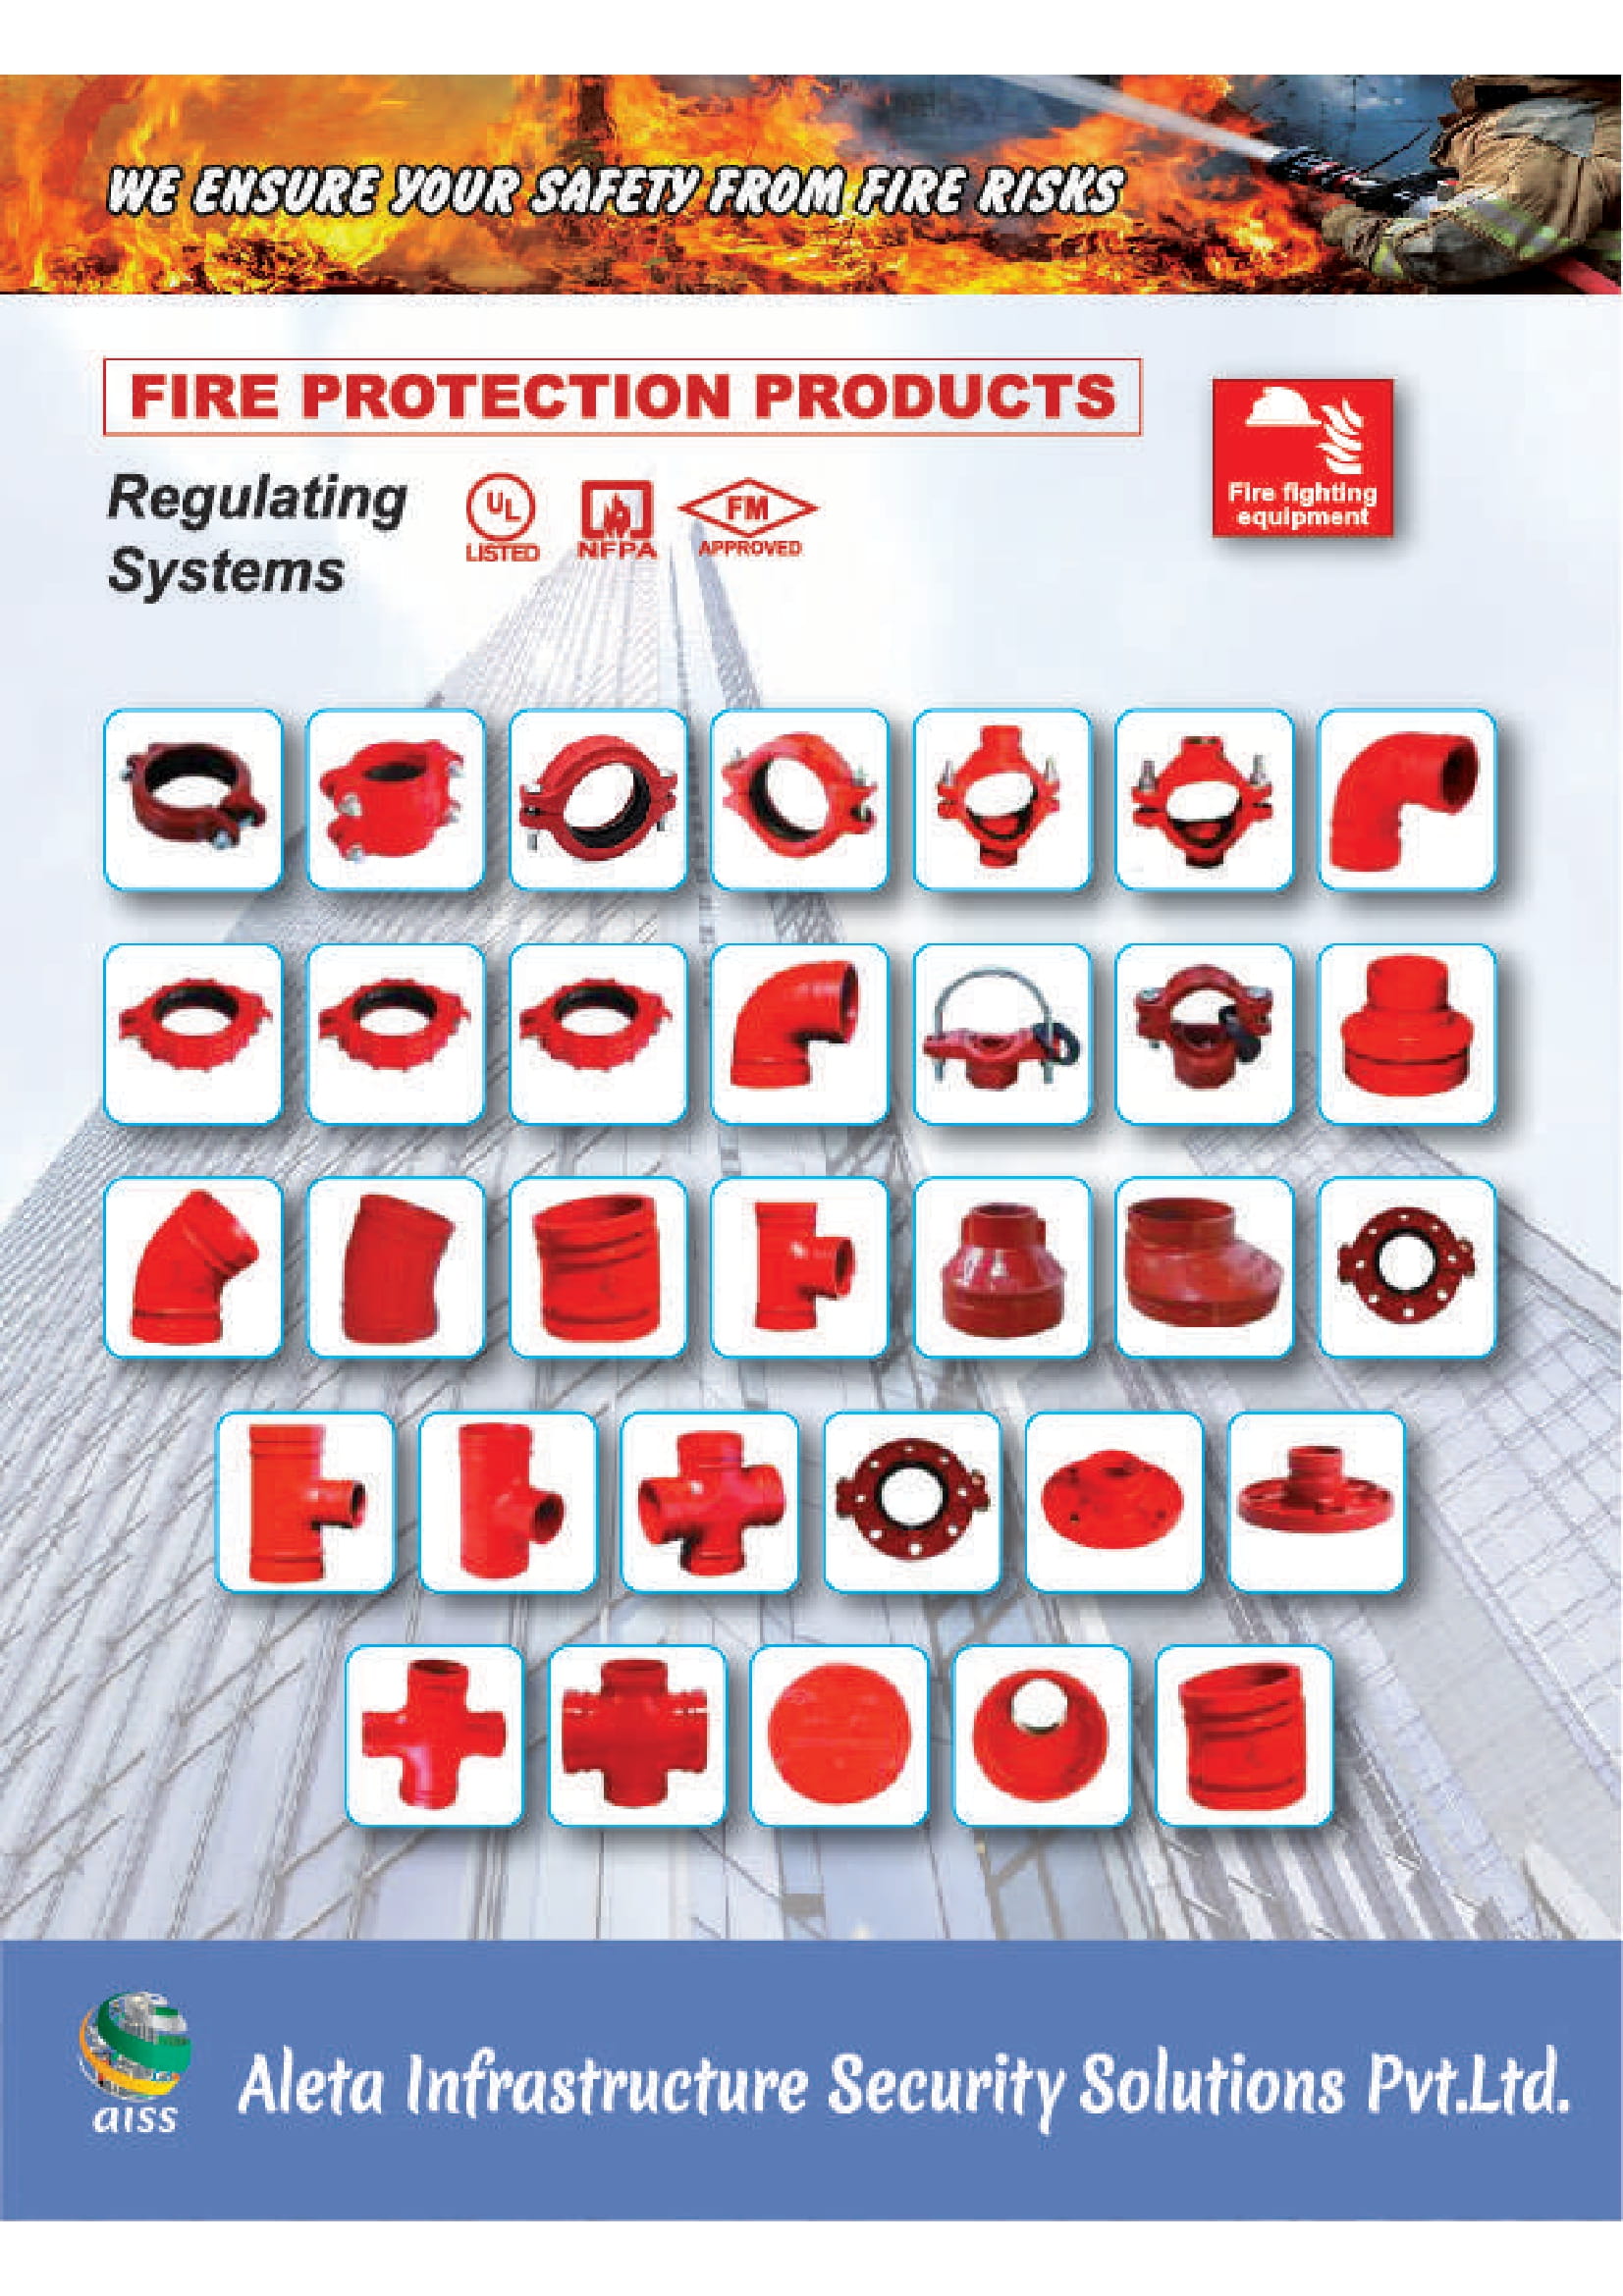 WE ENSURE YOUR SAFETY FROM FIRE RISKS
FIRE PROTECTION PRODUCTS
Regulating
Systems
UL
LISTED
NFPA
FM
APPROVED
Fire fighting
equipment
aiss
Aleta Infrastructure Security Solutions Pvt.Ltd.